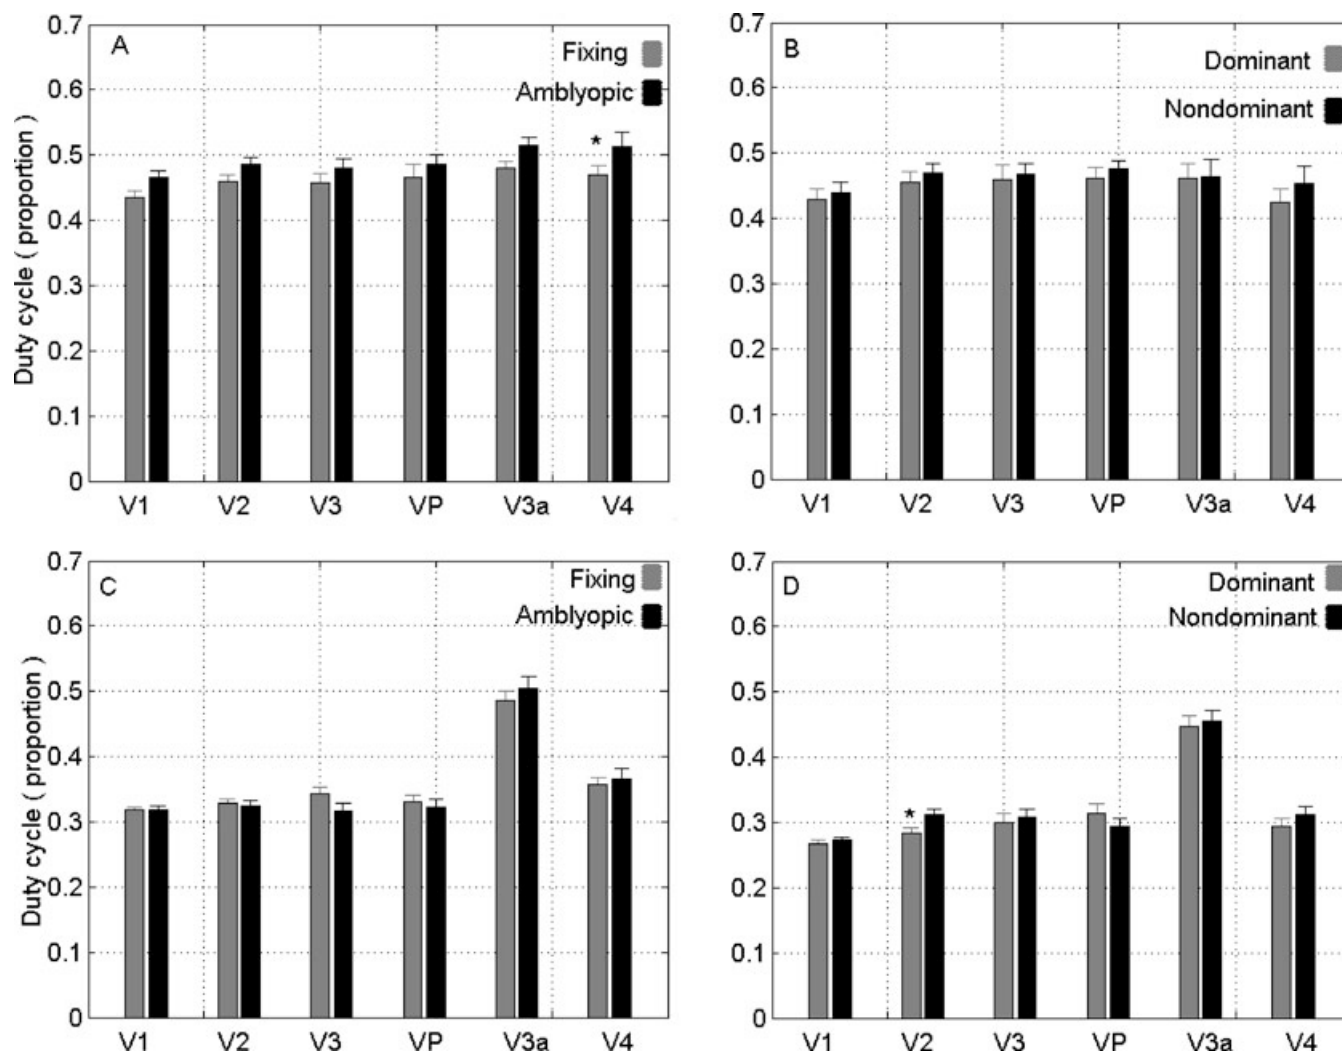 A
Fixing
Amblyopic
0.7
0.6
0.5
0.4
0.3
0.2
0.1
0
Duty cycle ( proportion )
*
V1 V2 V3 VP V3a V4
B
Dominant
Nondominant
0.7
0.6
0.5
0.4
0.3
0.2
0.1
0
V1 V2 V3 VP V3a V4
C
Fixing
Amblyopic
0.7
0.6
0.5
0.4
0.3
0.2
0.1
0
Duty cycle ( proportion )
V1 V2 V3 VP V3a V4
D
Dominant
Nondominant
0.7
0.6
0.5
0.4
0.3
0.2
0.1
0
*
V1 V2 V3 VP V3a V4